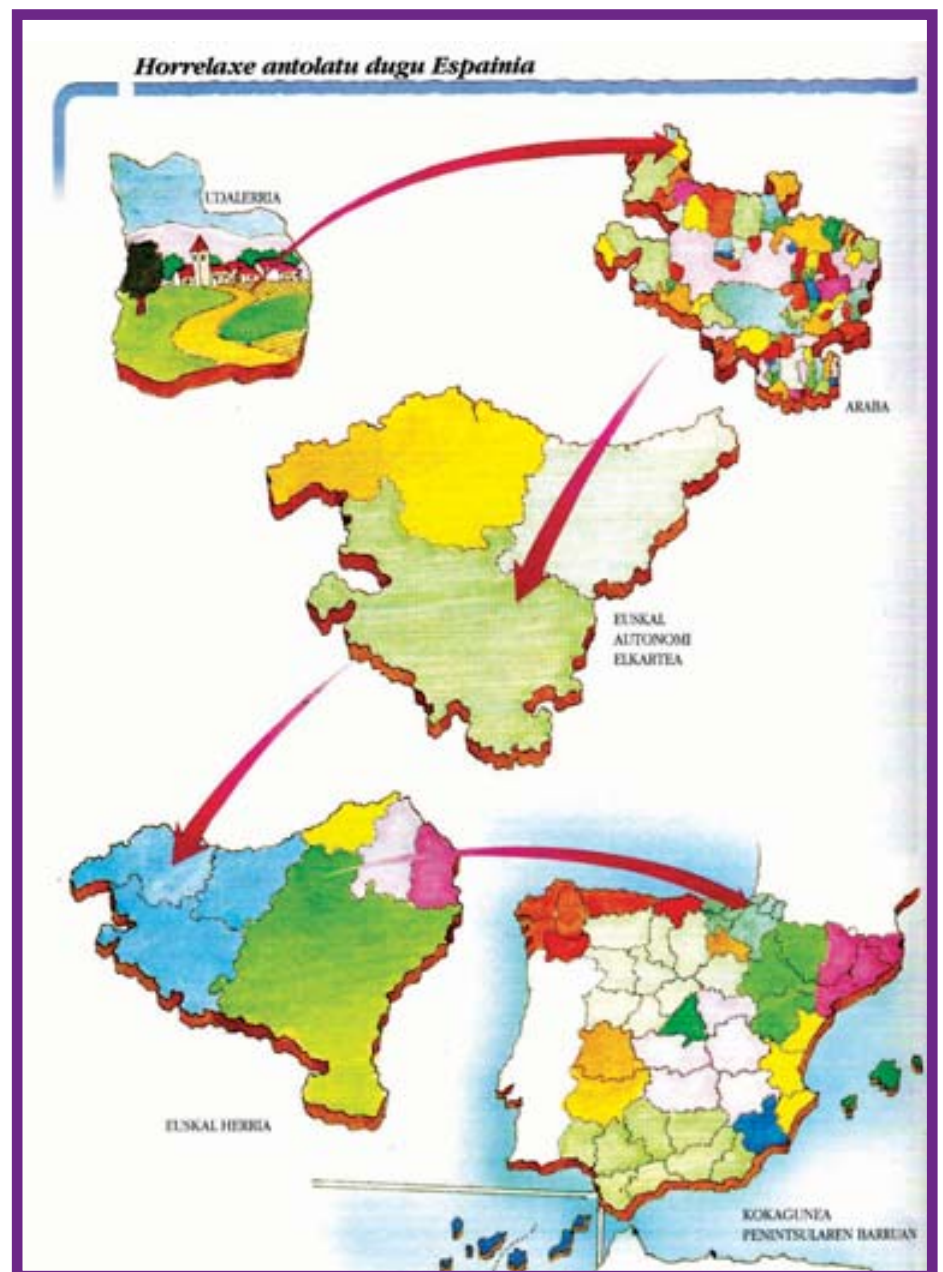 Horrelaxe antolatu dugu Espainia
UDALERRIA
ARABA
EUSKAL
AUTONOMI
ELKARTEA
EUSKAL HERRIA
KOKAGUNEA
PENINTSULAREN BARRUAN